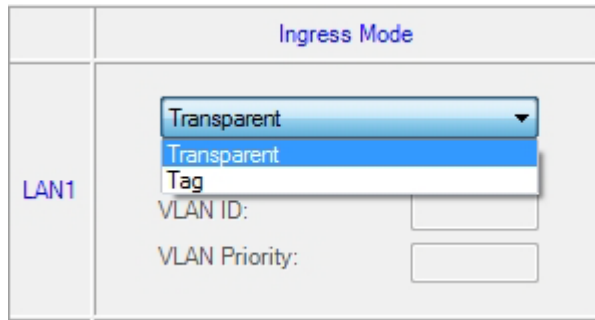 Ingress Mode
Transparent
Transparent
Tag
LAN1
VLAN ID:
VLAN Priority: